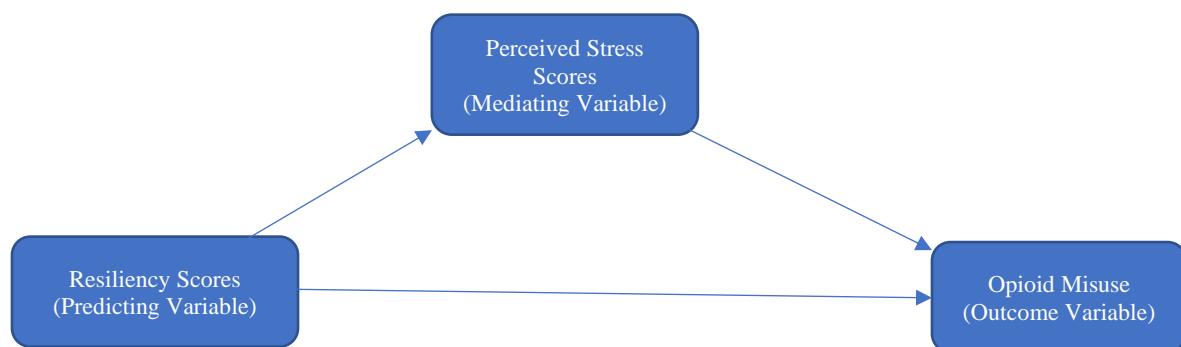 Perceived Stress
Scores
(Mediating Variable)
Resiliency Scores
(Predicting Variable)
Opioid Misuse
(Outcome Variable)